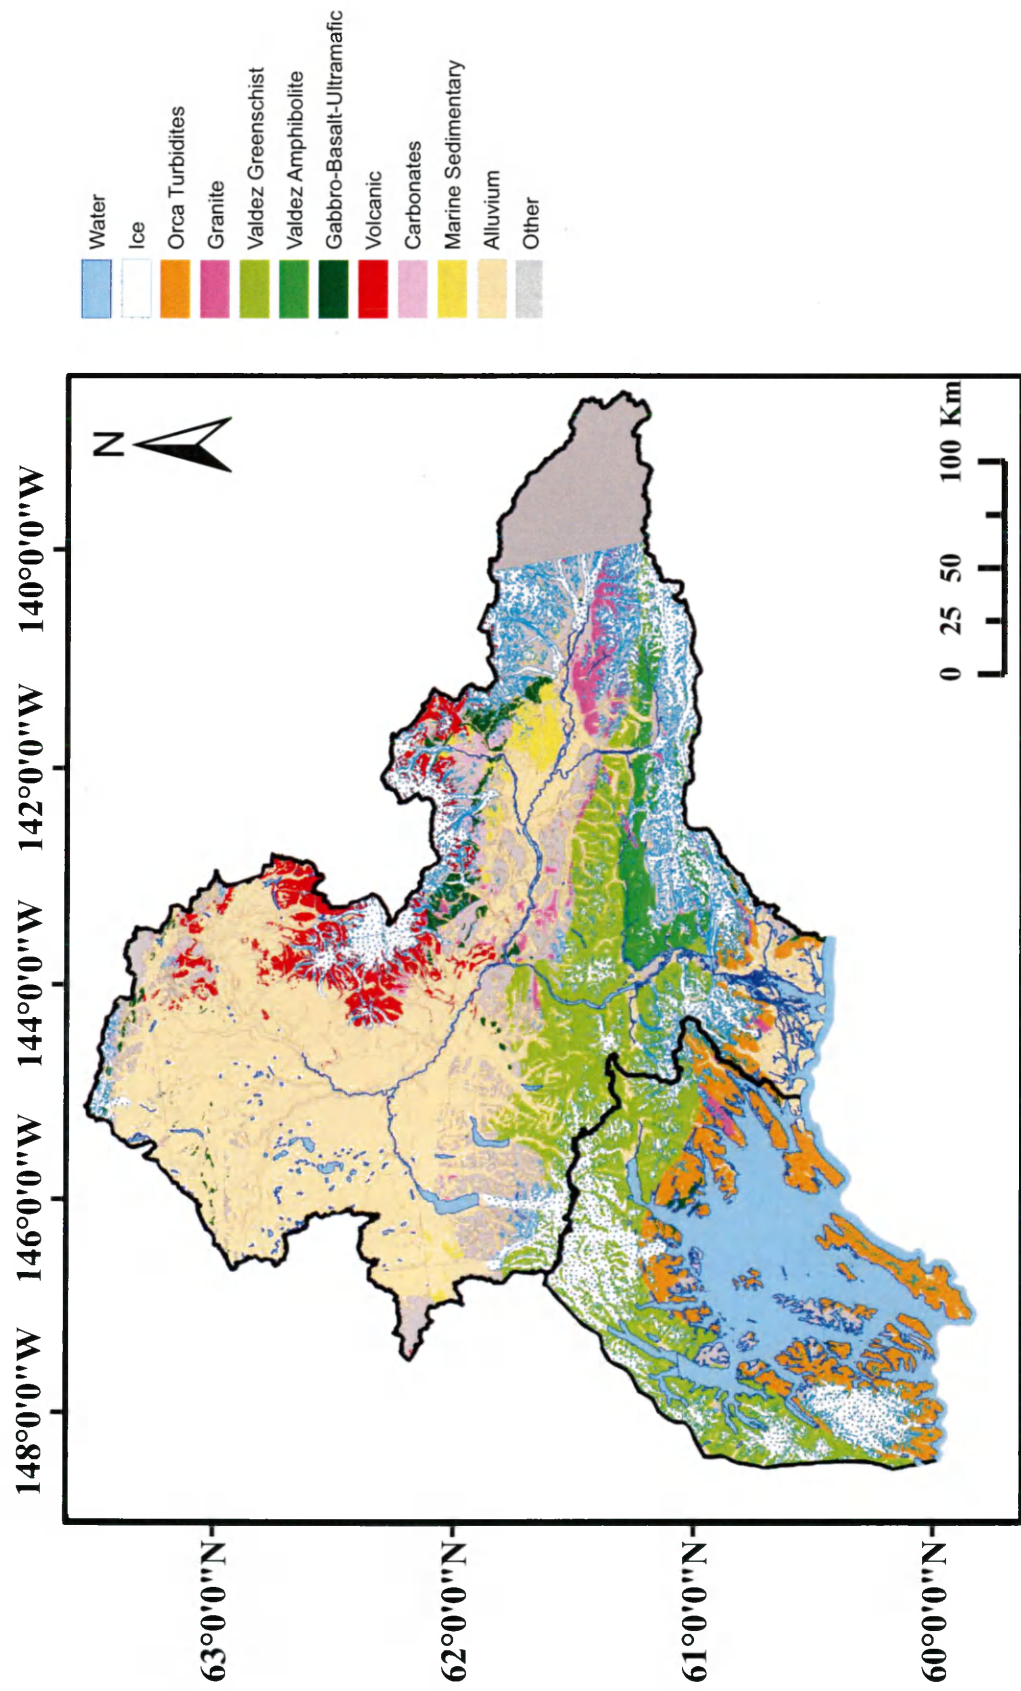 148°0'0"W
146°0'0"W
144°0'0"W
142°0'0"W
140°0'0"W
N
63°0'0"N
62°0'0"N
61°0'0"N
60°0'0"N
0 25 50 100 Km
Water
Ice
Orca Turbidites
Granite
Valdez Greenschist
Valdez Amphibolite
Gabbro-Basalt-Ultramafic
Volcanic
Carbonates
Marine Sedimentary
Alluvium
Other